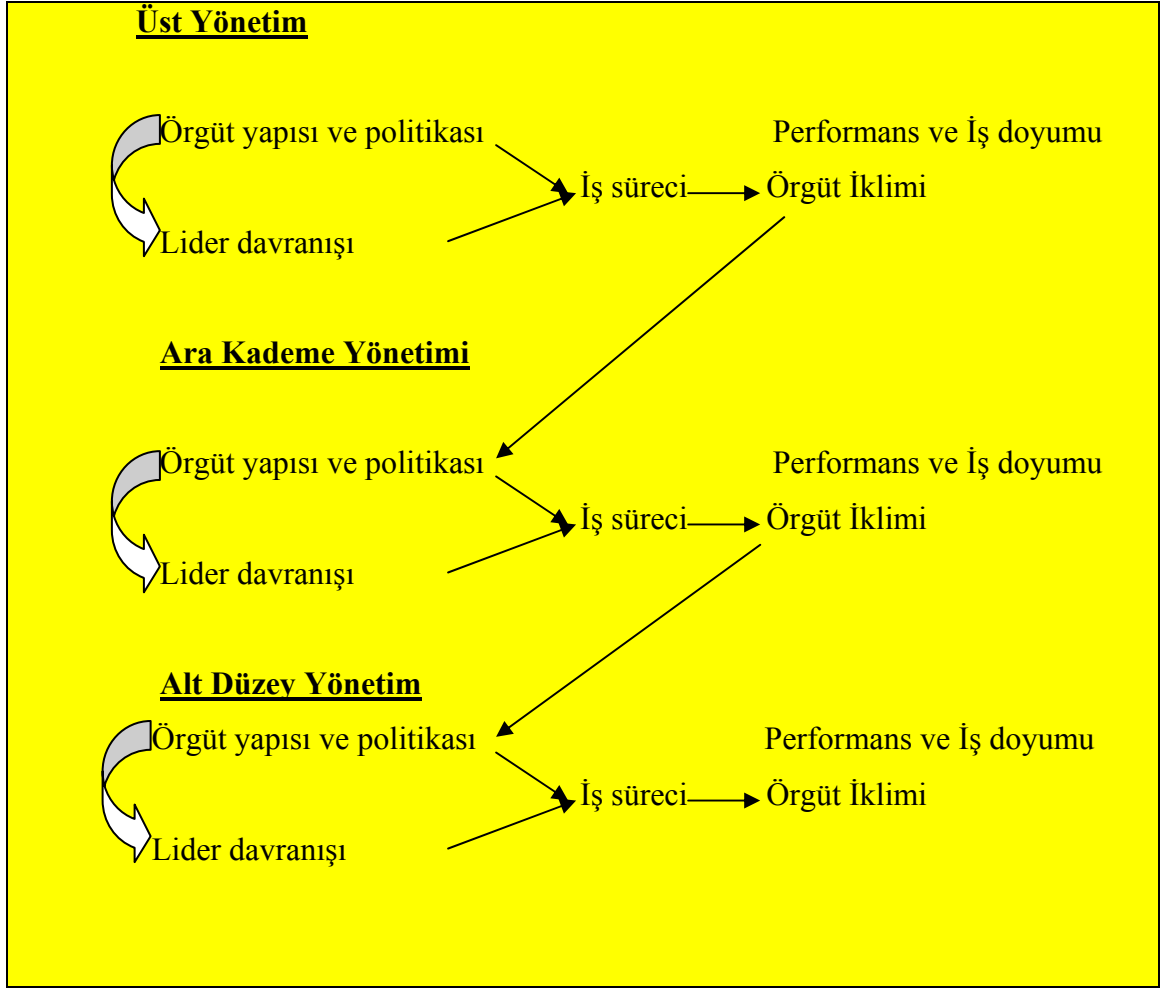 Üst Yönetim
Örgüt yapısı ve politikası Performans ve İş doyumu
İş süreci Örgüt İklimi
Lider davranışı
Ara Kademe Yönetimi
Örgüt yapısı ve politikası Performans ve İş doyumu
İş süreci Örgüt İklimi
Lider davranışı
Alt Düzey Yönetim
Örgüt yapısı ve politikası Performans ve İş doyumu
İş süreci Örgüt İklimi
Lider davranışı